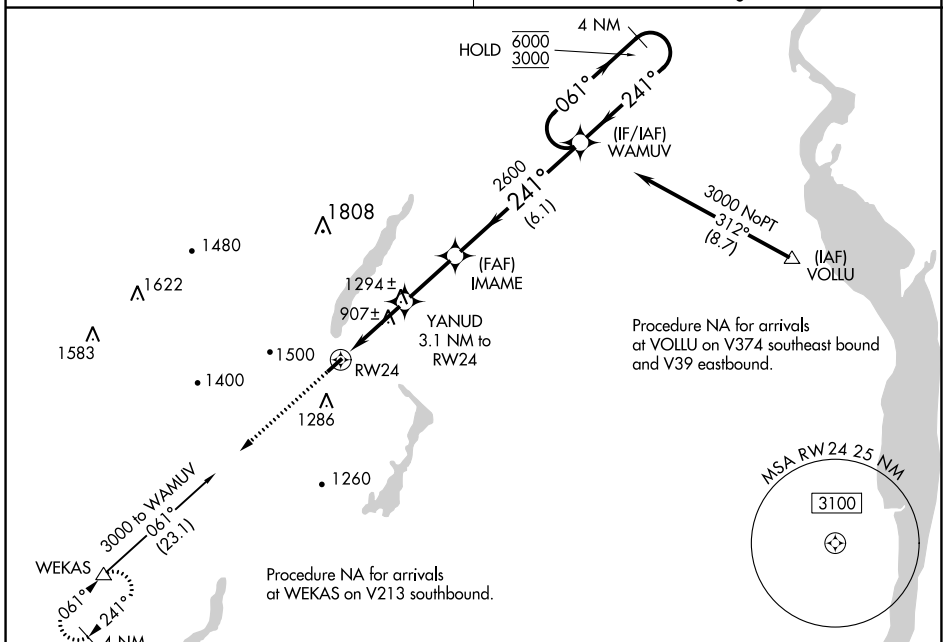 4 NM
HOLD
6000
3000
061°
241°
(IF/IAF)
WAMUV
2600
241°
(6.1)
3000 NoPT
312°
(8.7)
(IAF)
VOLLU
1808
1480
1622
1583
(FAF)
IMAME
1294±
907±
YANUD
3.1 NM to
RW24
1500
RW24
1400
1286
1260
Procedure NA for arrivals
at VOLLU on V374 southeast bound
and V39 eastbound.
MSA RW24 25 NM
3100
3000 to WAMUV
061°
(23.1)
WEKAS
061°
241°
4 NM
Procedure NA for arrivals
at WEKAS on V213 southbound.